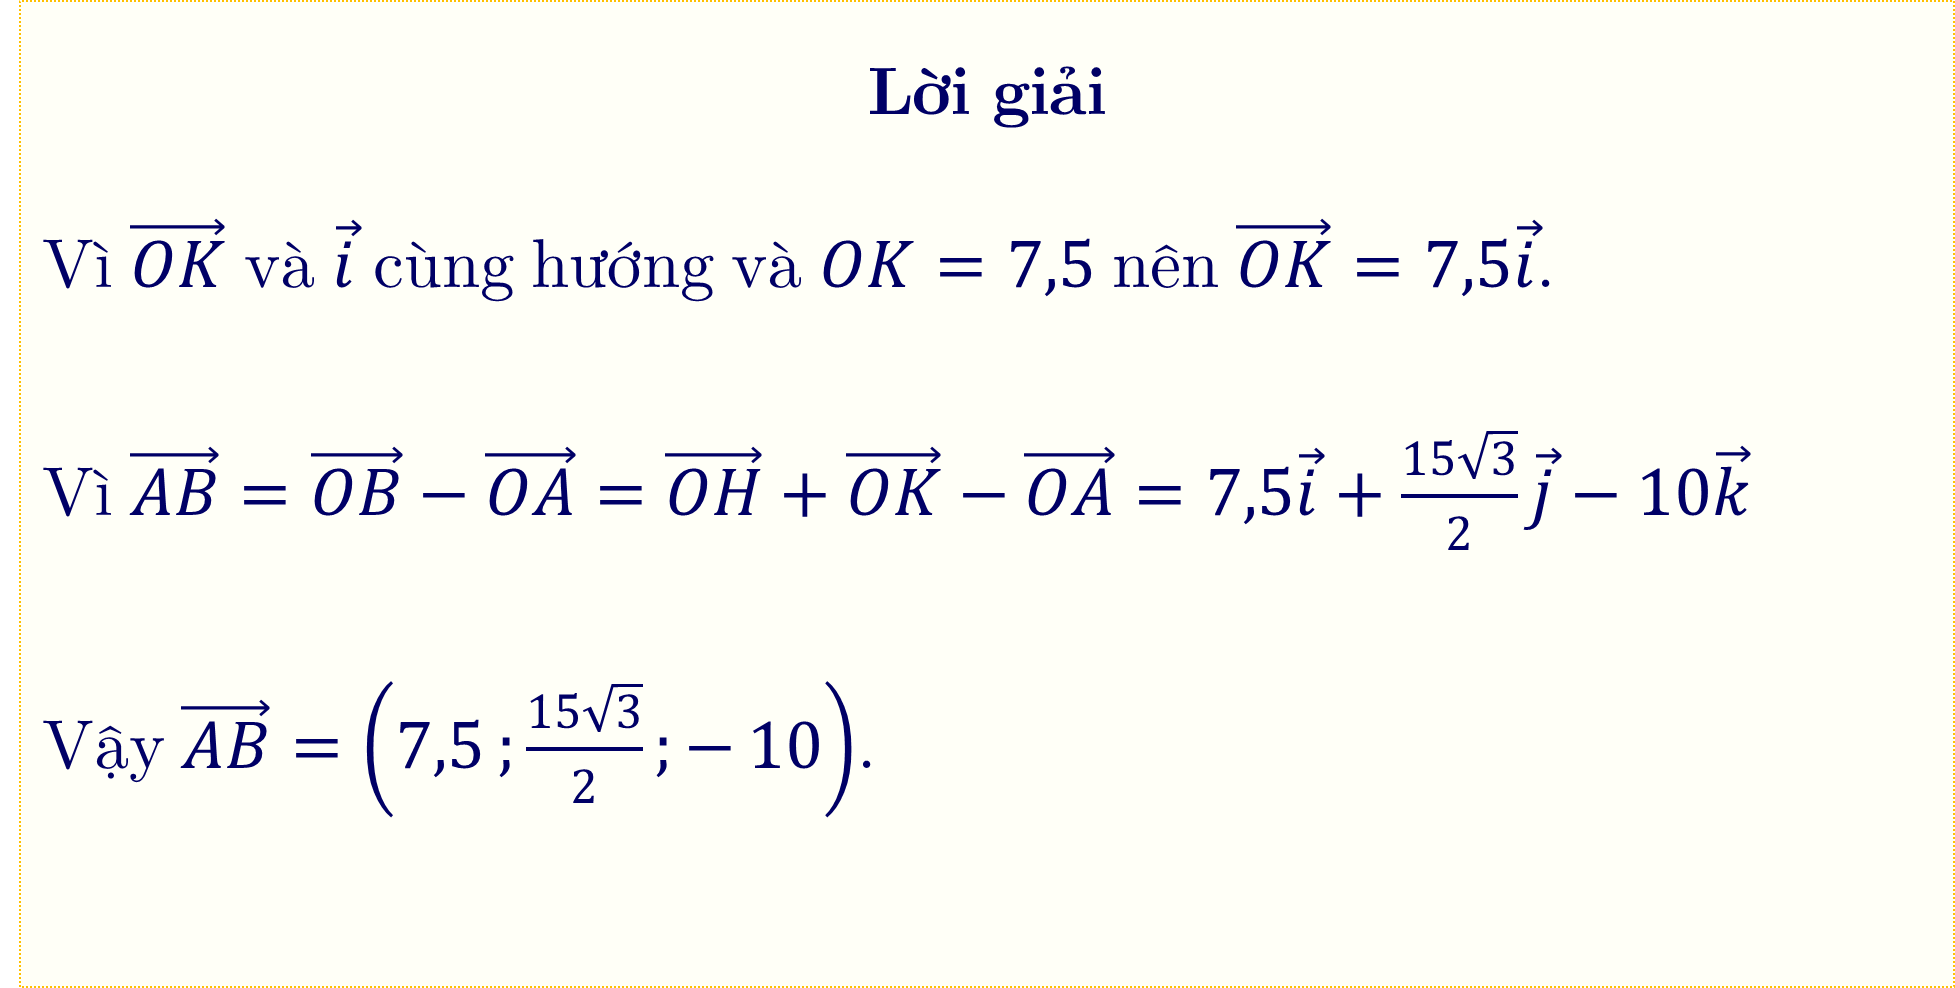 Lời giải
Vì $\overrightarrow{OK}$ và $\vec{i}$ cùng hướng và $OK = 7,5$ nên $\overrightarrow{OK} = 7,5\vec{i}$.
Vì $\overrightarrow{AB} = \overrightarrow{OB} - \overrightarrow{OA} = \overrightarrow{OH} + \overrightarrow{OK} - \overrightarrow{OA} = 7,5\vec{i} + \frac{15\sqrt{3}}{2}\vec{j} - 10\vec{k}$
Vậy $\overrightarrow{AB} = \left(7,5; \frac{15\sqrt{3}}{2}; -10\right)$.